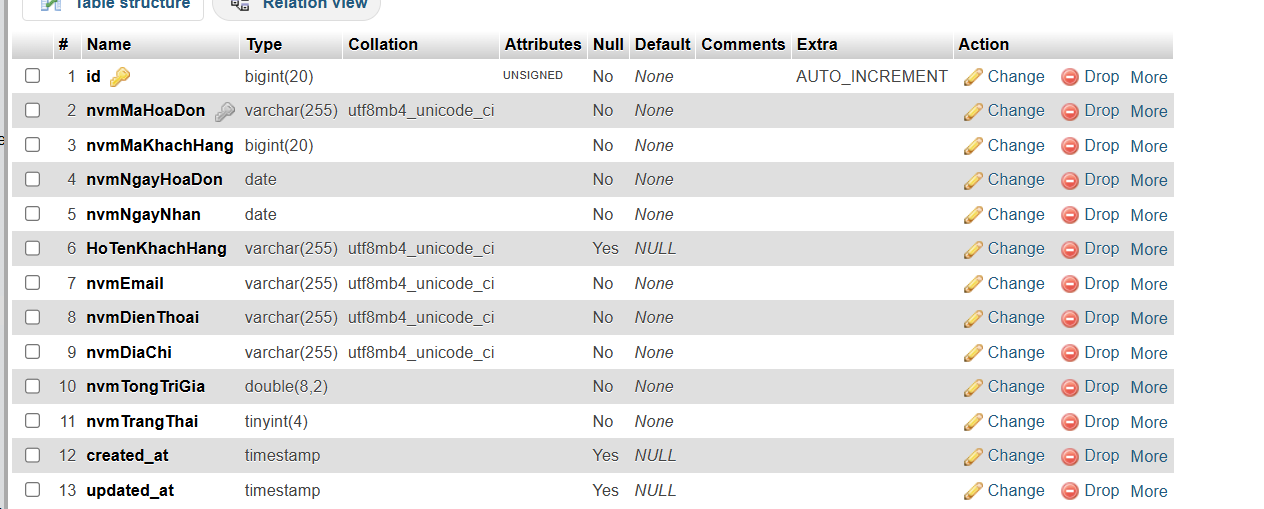 Table structure Relation view
# Name Type Collation Attributes Null Default Comments Extra Action
1 id bigint(20) UNSIGNED No None AUTO_INCREMENT Change Drop More
2 nvmMaHoaDon varchar(255) utf8mb4_unicode_ci No None Change Drop More
3 nvmMaKhachHang bigint(20) No None Change Drop More
4 nvmNgayHoaDon date No None Change Drop More
5 nvmNgayNhan date No None Change Drop More
6 HoTenKhachHang varchar(255) utf8mb4_unicode_ci Yes NULL Change Drop More
7 nvmEmail varchar(255) utf8mb4_unicode_ci No None Change Drop More
8 nvmDienThoai varchar(255) utf8mb4_unicode_ci No None Change Drop More
9 nvmDiaChi varchar(255) utf8mb4_unicode_ci No None Change Drop More
10 nvmTongTriGia double(8,2) No None Change Drop More
11 nvmTrangThai tinyint(4) No None Change Drop More
12 created_at timestamp Yes NULL Change Drop More
13 updated_at timestamp Yes NULL Change Drop More